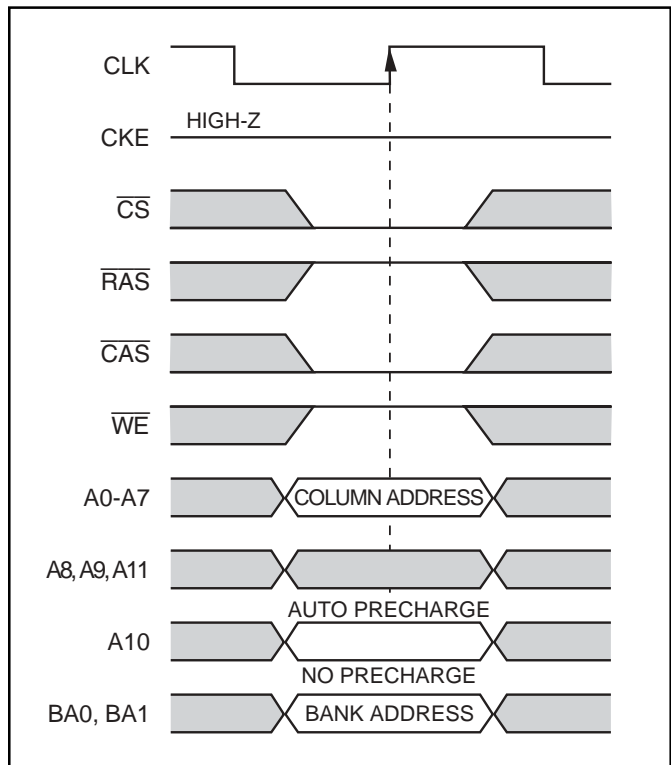 CLK
HIGH-Z
CKE
CS
RAS
CAS
WE
A0-A7 COLUMN ADDRESS
A8, A9, A11
AUTO PRECHARGE
A10
NO PRECHARGE
BA0, BA1 BANK ADDRESS